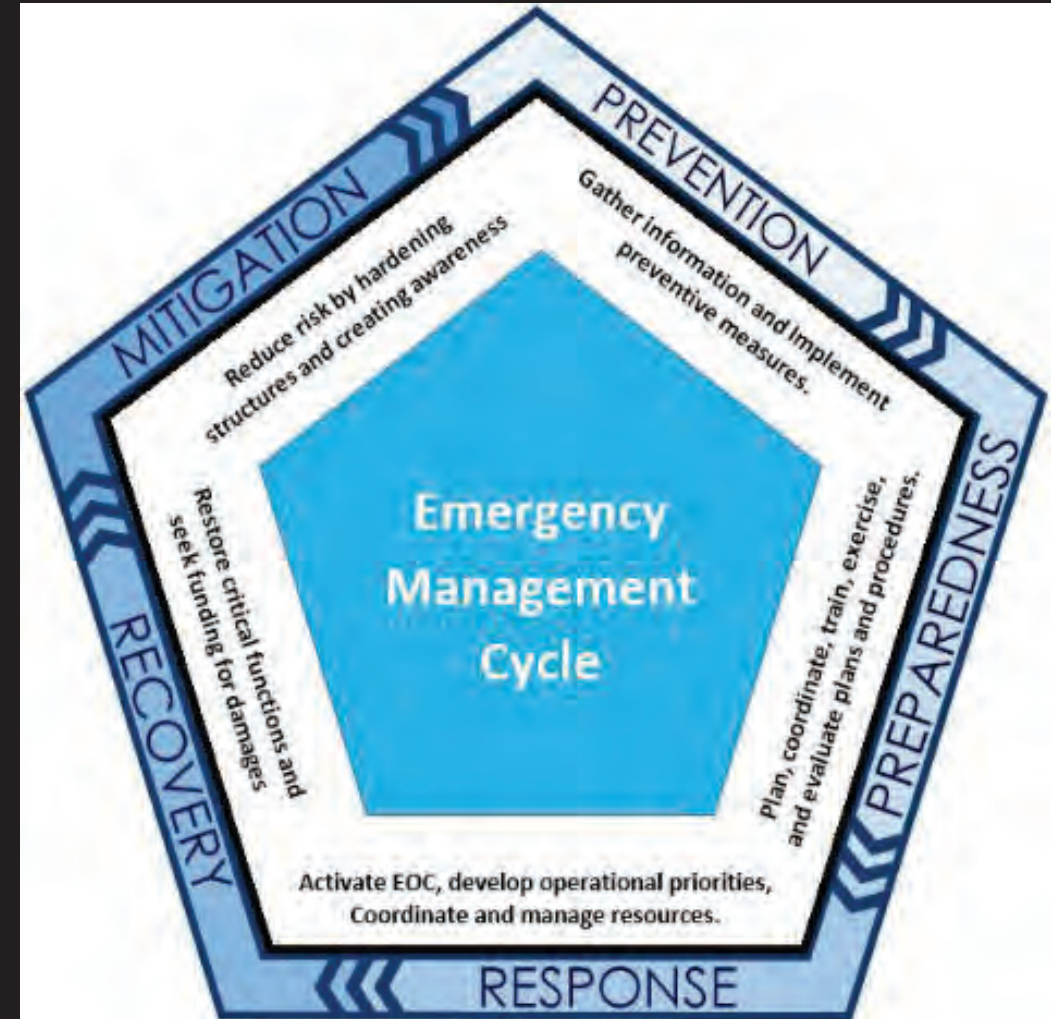 MITIGATION
PREVENTION
PREPAREDNESS
RESPONSE
RECOVERY
Reduce risk by hardening
structures and creating awareness
Gather information and Implement
preventive measures.
Plan, coordinate, train, exercise,
and evaluate plans and procedures.
Activate EOC, develop operational priorities,
Coordinate and manage resources.
Restore critical functions and
seek funding for damages
Emergency
Management
Cycle